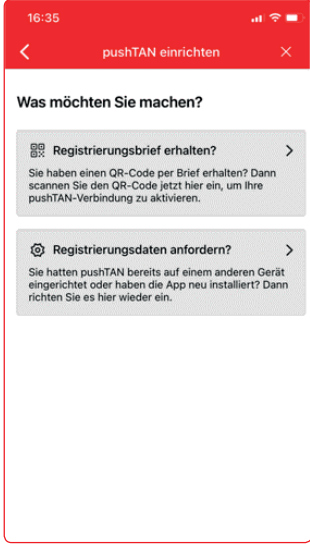 16:35
pushTAN einrichten
Was möchten Sie machen?
Registrierungsbrief erhalten?
Sie haben einen QR-Code per Brief erhalten? Dann
scannen Sie den QR-Code jetzt hier ein, um Ihre
pushTAN-Verbindung zu aktivieren.
Registrierungsdaten anfordern?
Sie hatten pushTAN bereits auf einem anderen Gerät
eingerichtet oder haben die App neu installiert? Dann
richten Sie es hier wieder ein.